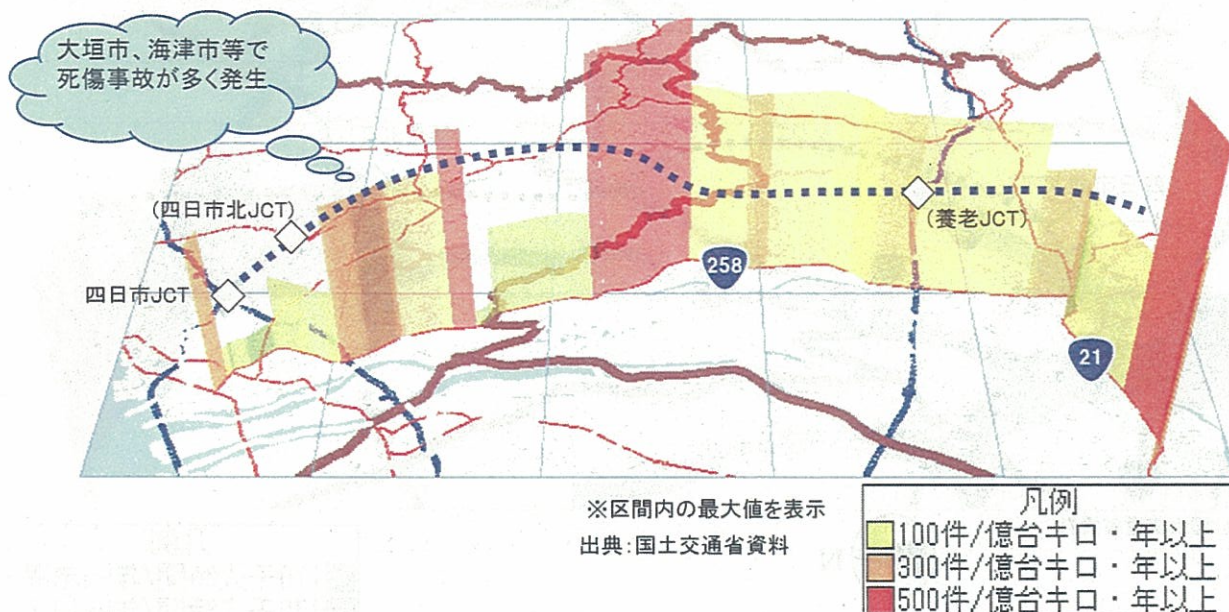 大垣市、海津市等で
死傷事故が多く発生
(四日市北JCT)
四日市JCT
258
(養老JCT)
21
※区間内の最大値を表示
出典：国土交通省資料
凡例
100件/億台キロ・年以上
300件/億台キロ・年以上
500件/億台キロ・年以上